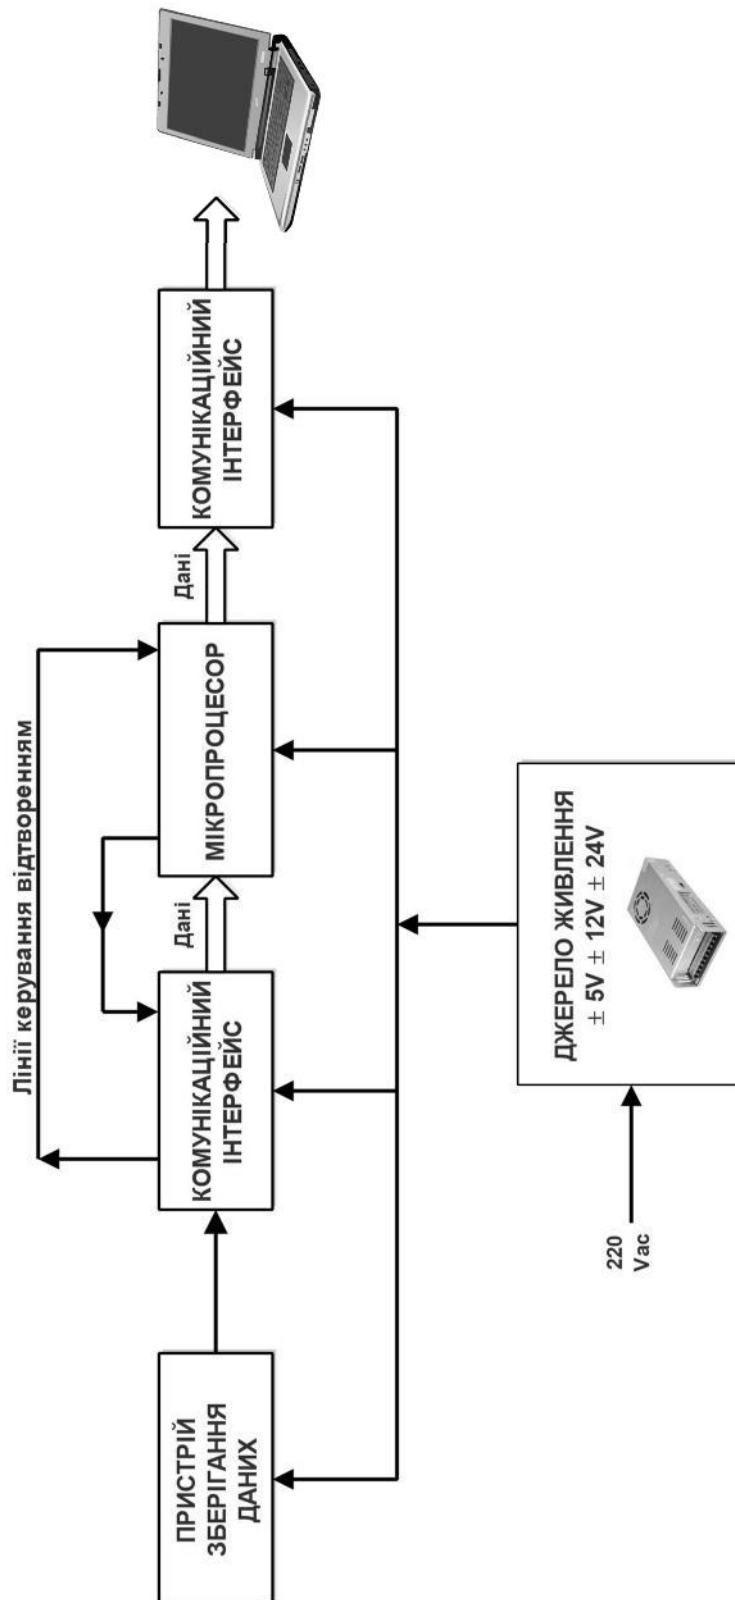 Лінії керування відтворенням
ПРИСТРІЙ
ЗБЕРІГАННЯ
ДАНИХ
КОМУНІКАЦІЙНИЙ
ІНТЕРФЕЙС
Дані
МІКРОПРОЦЕСОР
Дані
КОМУНІКАЦІЙНИЙ
ІНТЕРФЕЙС
220
Vac
ДЖЕРЕЛО ЖИВЛЕННЯ
± 5V ± 12V ± 24V